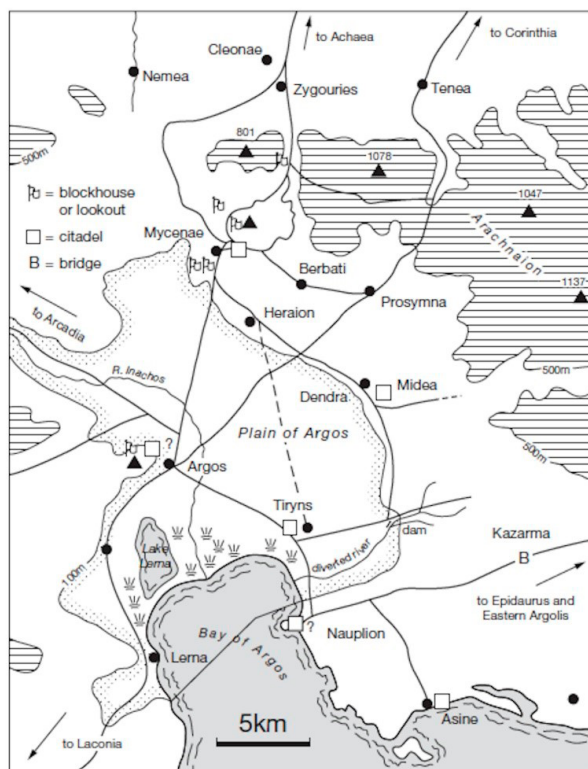 to Achaea
to Corinthia
Cleonae
Nemea
Zygouries
Tenea
801
1078
500m
= blockhouse
or lookout
= citadel
B = bridge
1047
Arachnaion
Mycenae
Berbati
Prosymna
1137
to Arcadia
Heraion
R. Inachos
500m
Dendra
Midea
Plain of Argos
?
Argos
500m
Tiryns
Kazarma
dam
diverted river
B
Lake
Lerna
100m
to Epidaurus and
Eastern Argolis
?
Nauplion
Bay of Argos
Lerna
5km
Asine
to Laconia